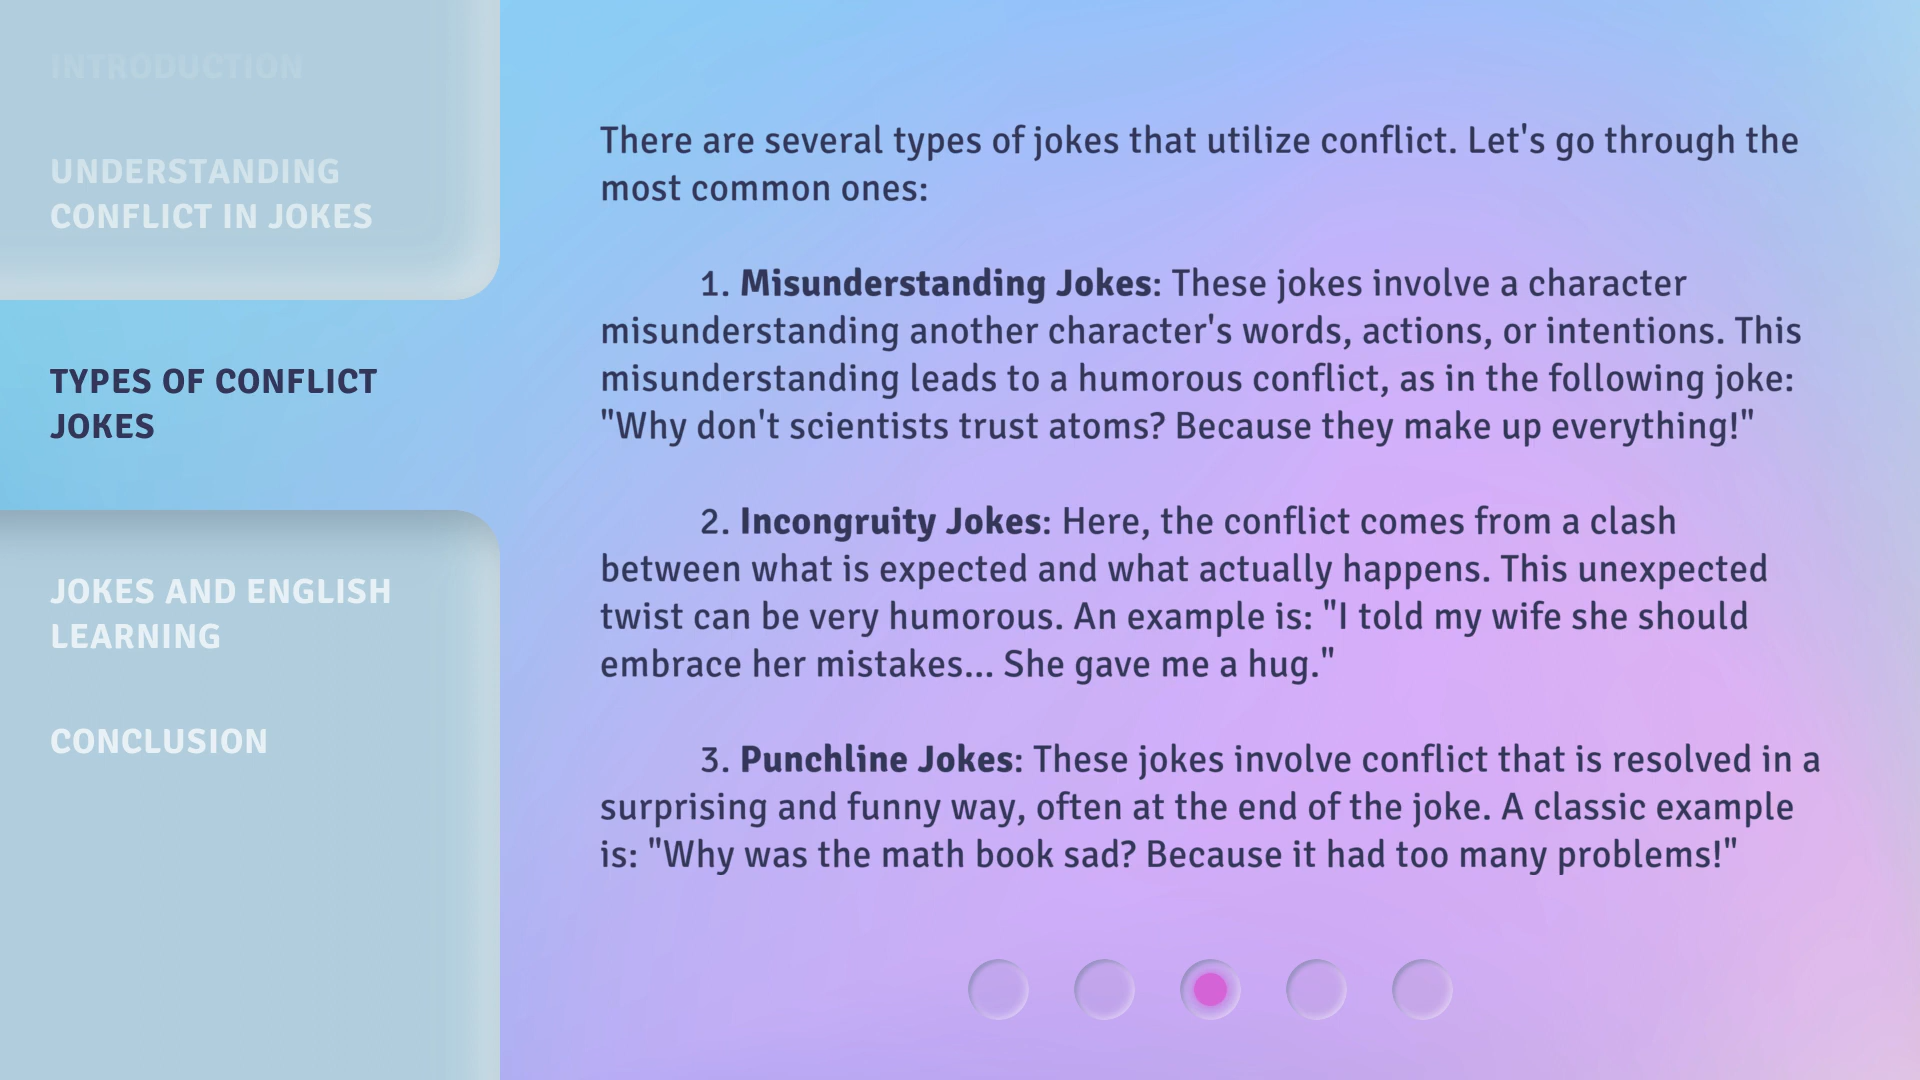 INTRODUCTION
UNDERSTANDING
CONFLICT IN JOKES
TYPES OF CONFLICT
JOKES
JOKES AND ENGLISH
LEARNING
CONCLUSION
There are several types of jokes that utilize conflict. Let's go through the
most common ones:
1. Misunderstanding Jokes: These jokes involve a character
misunderstanding another character's words, actions, or intentions. This
misunderstanding leads to a humorous conflict, as in the following joke:
"Why don't scientists trust atoms? Because they make up everything!"
2. Incongruity Jokes: Here, the conflict comes from a clash
between what is expected and what actually happens. This unexpected
twist can be very humorous. An example is: "I told my wife she should
embrace her mistakes... She gave me a hug."
3. Punchline Jokes: These jokes involve conflict that is resolved in a
surprising and funny way, often at the end of the joke. A classic example
is: "Why was the math book sad? Because it had too many problems!"